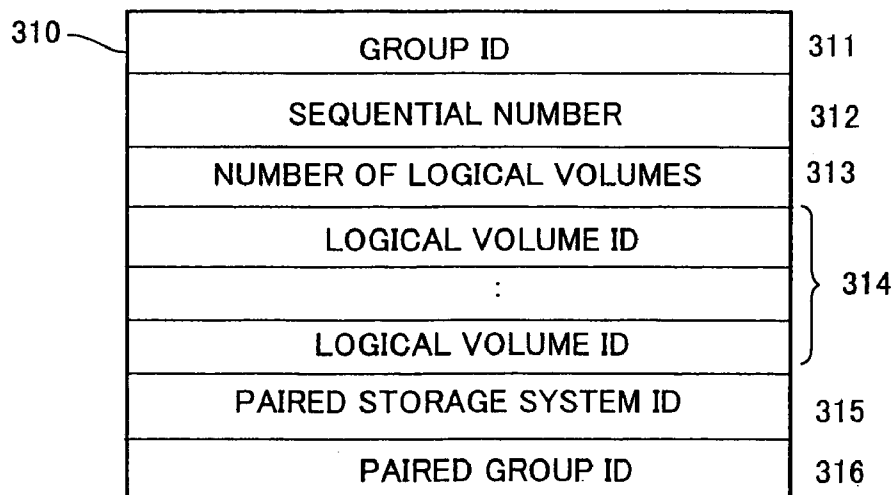 310
GROUP ID 311
SEQUENTIAL NUMBER 312
NUMBER OF LOGICAL VOLUMES 313
LOGICAL VOLUME ID
: 314
LOGICAL VOLUME ID
PAIRED STORAGE SYSTEM ID 315
PAIRED GROUP ID 316